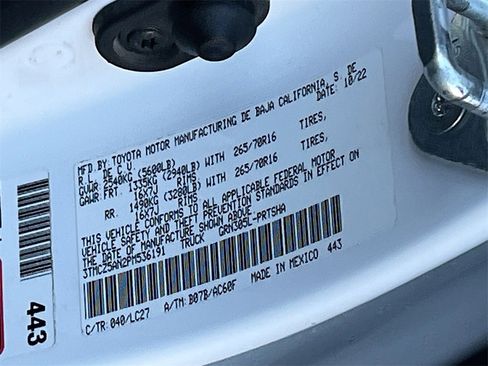 MFD.BY:TOYOTA MOTOR MANUFACTURING DE BAJA CALIFORNIA, S. DE
R.L. DE C.V. DATE: 10/22
GVWR: 2540KG (5600LB)
GAWR: FRT. 1335KG (2940LB) WITH 265/70R16 TIRES,
16X7J RIMS
RR. 1490KG (3280LB) WITH 265/70R16 TIRES,
16X7J RIMS
THIS VEHICLE CONFORMS TO ALL APPLICABLE FEDERAL MOTOR
VEHICLE SAFETY AND THEFT PREVENTION STANDARDS IN EFFECT ON
THE DATE OF MANUFACTURE SHOWN ABOVE.
3TMCZ5AN2PM536191 TRUCK GRN305L-PRTSHA
C/TR: 040/LC27 A/TM: B07B/AC60F MADE IN MEXICO 443
443